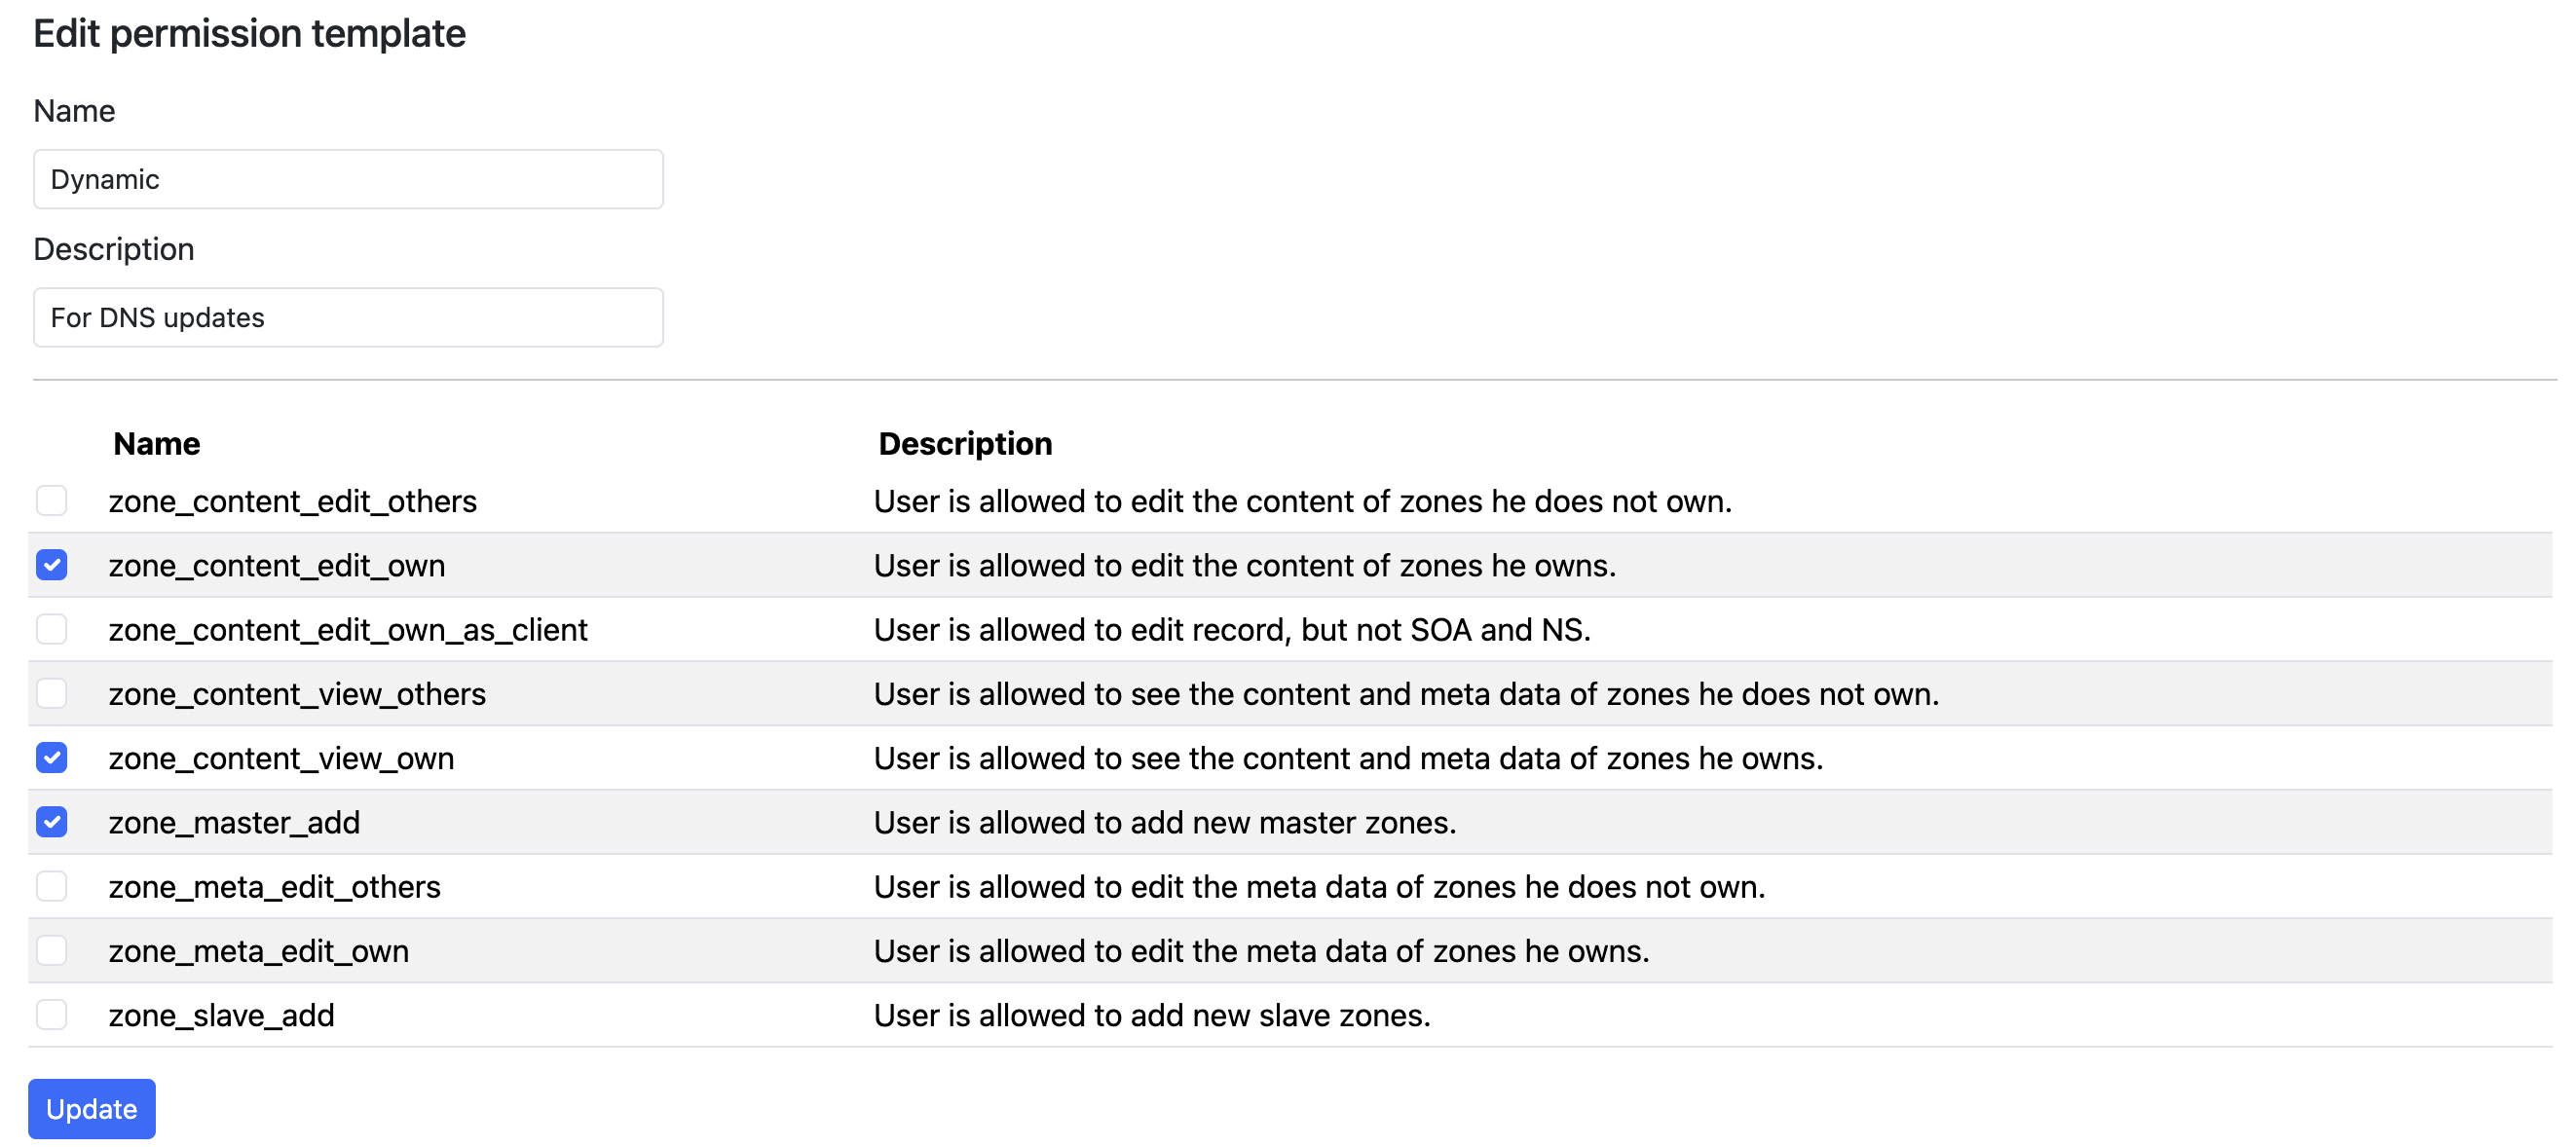 Edit permission template
Name
Dynamic
Description
For DNS updates
Name Description
zone_content_edit_others User is allowed to edit the content of zones he does not own.
zone_content_edit_own User is allowed to edit the content of zones he owns.
zone_content_edit_own_as_client User is allowed to edit record, but not SOA and NS.
zone_content_view_others User is allowed to see the content and meta data of zones he does not own.
zone_content_view_own User is allowed to see the content and meta data of zones he owns.
zone_master_add User is allowed to add new master zones.
zone_meta_edit_others User is allowed to edit the meta data of zones he does not own.
zone_meta_edit_own User is allowed to edit the meta data of zones he owns.
zone_slave_add User is allowed to add new slave zones.
Update